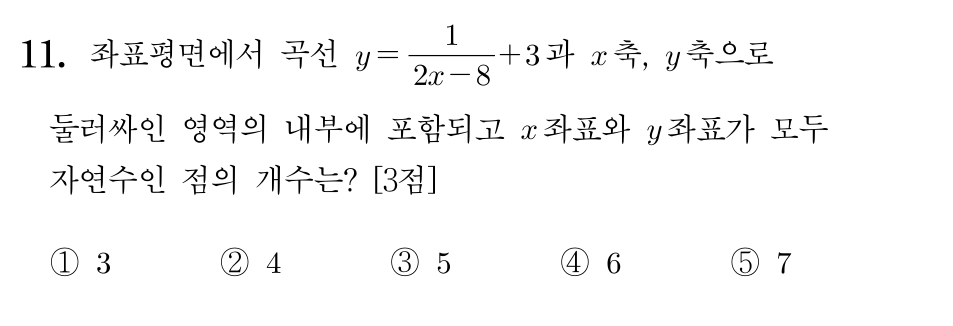 11. 좌표평면에서 곡선 y = \frac{1}{2x-8} + 3과 x축, y축으로
둘러싸인 영역의 내부에 포함되고 x좌표와 y좌표가 모두
자연수인 점의 개수는? [3점]
① 3 ② 4 ③ 5 ④ 6 ⑤ 7